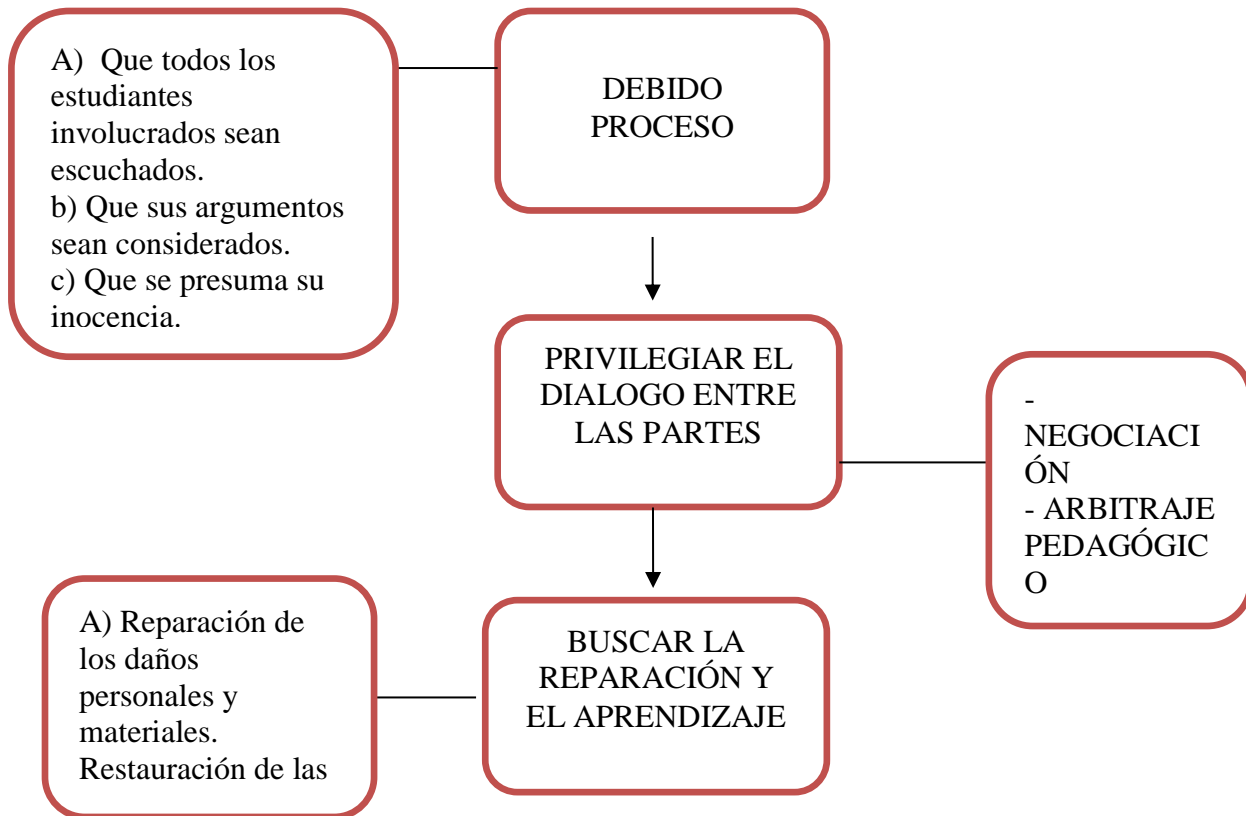 A) Que todos los
estudiantes
involucrados sean
escuchados.
b) Que sus argumentos
sean considerados.
c) Que se presuma su
inocencia.
DEBIDO
PROCESO
PRIVILEGIAR EL
DIALOGO ENTRE
LAS PARTES
-
NEGOCIACI
ÓN
- ARBITRAJE
PEDAGÓGIC
O
A) Reparación de
los daños
personales y
materiales.
Restauración de las
BUSCAR LA
REPARACIÓN Y
EL APRENDIZAJE